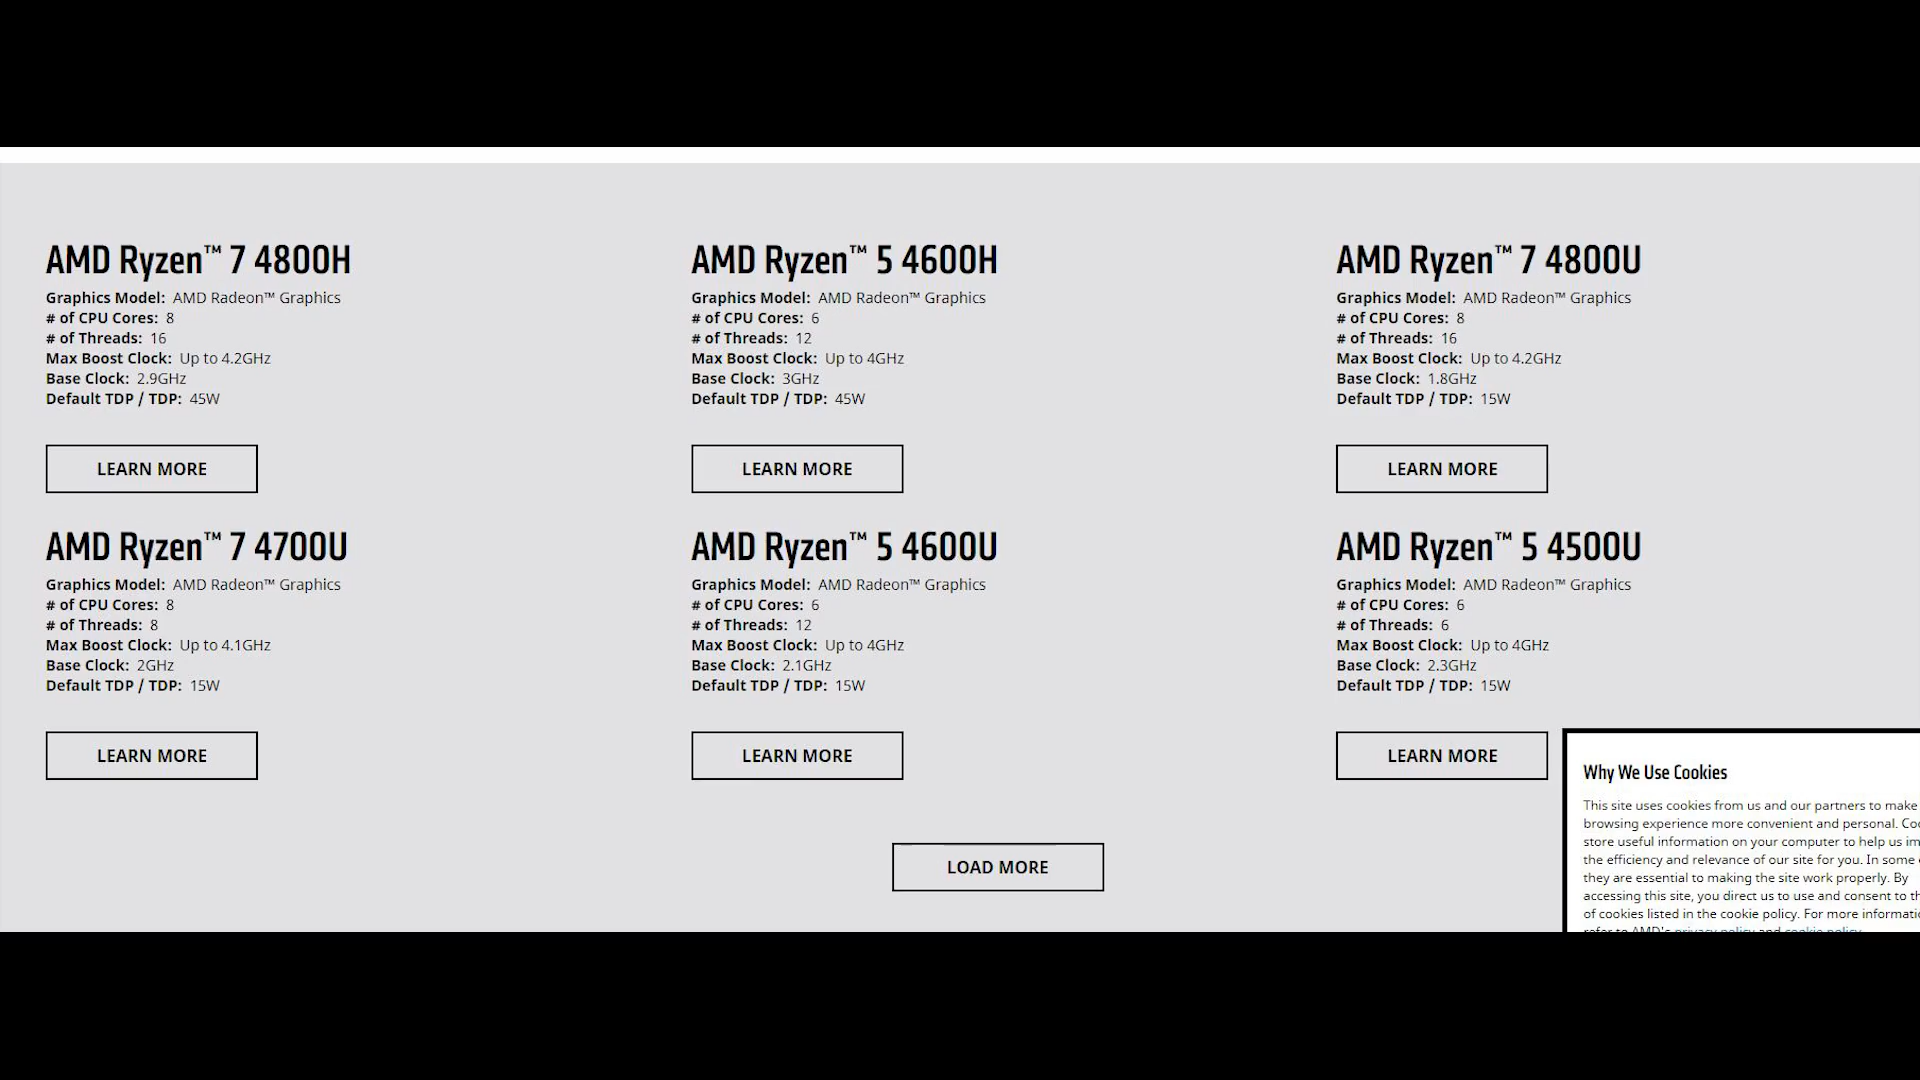 AMD Ryzen™ 7 4800H
Graphics Model: AMD Radeon™ Graphics
# of CPU Cores: 8
# of Threads: 16
Max Boost Clock: Up to 4.2GHz
Base Clock: 2.9GHz
Default TDP / TDP: 45W
LEARN MORE
AMD Ryzen™ 5 4600H
Graphics Model: AMD Radeon™ Graphics
# of CPU Cores: 6
# of Threads: 12
Max Boost Clock: Up to 4GHz
Base Clock: 3GHz
Default TDP / TDP: 45W
LEARN MORE
AMD Ryzen™ 7 4800U
Graphics Model: AMD Radeon™ Graphics
# of CPU Cores: 8
# of Threads: 16
Max Boost Clock: Up to 4.2GHz
Base Clock: 1.8GHz
Default TDP / TDP: 15W
LEARN MORE
AMD Ryzen™ 7 4700U
Graphics Model: AMD Radeon™ Graphics
# of CPU Cores: 8
# of Threads: 8
Max Boost Clock: Up to 4.1GHz
Base Clock: 2GHz
Default TDP / TDP: 15W
LEARN MORE
AMD Ryzen™ 5 4600U
Graphics Model: AMD Radeon™ Graphics
# of CPU Cores: 6
# of Threads: 12
Max Boost Clock: Up to 4GHz
Base Clock: 2.1GHz
Default TDP / TDP: 15W
LEARN MORE
AMD Ryzen™ 5 4500U
Graphics Model: AMD Radeon™ Graphics
# of CPU Cores: 6
# of Threads: 6
Max Boost Clock: Up to 4GHz
Base Clock: 2.3GHz
Default TDP / TDP: 15W
LEARN MORE
LOAD MORE
Why We Use Cookies
This site uses cookies from us and our partners to make
browsing experience more convenient and personal.
store useful information on your computer to help us
the efficiency and relevance of our site for you. In some
they are essential to making the site work properly. By
accessing this site, you direct us to use and consent to
of cookies listed in the cookie policy. For more
refer to AMD's privacy policy and cookie policy